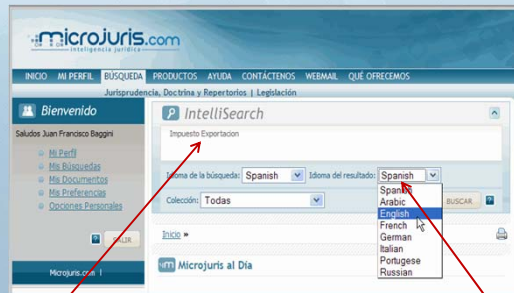 microjuris.com
inteligencia jurídica
INICIO MI PERFIL BÚSQUEDA PRODUCTOS AYUDA CONTÁCTENOS WEBMAIL QUÉ OFRECEMOS
Jurisprudencia, Doctrina y Repertorios | Legislación
Bienvenido
Saludos Juan Francisco Baggini
Mi Perfil
Mis Búsquedas
Mis Documentos
Mis Preferencias
Opciones Personales
SALIR
Microjuris.com |
IntelliSearch
Impuesto Exportacion
Idioma de la búsqueda: Spanish Idioma del resultado: Spanish
Colección: Todas
Spanish
Arabic
English
French
German
Italian
Portugese
Russian
BUSCAR
Inicio »
Microjuris al Día